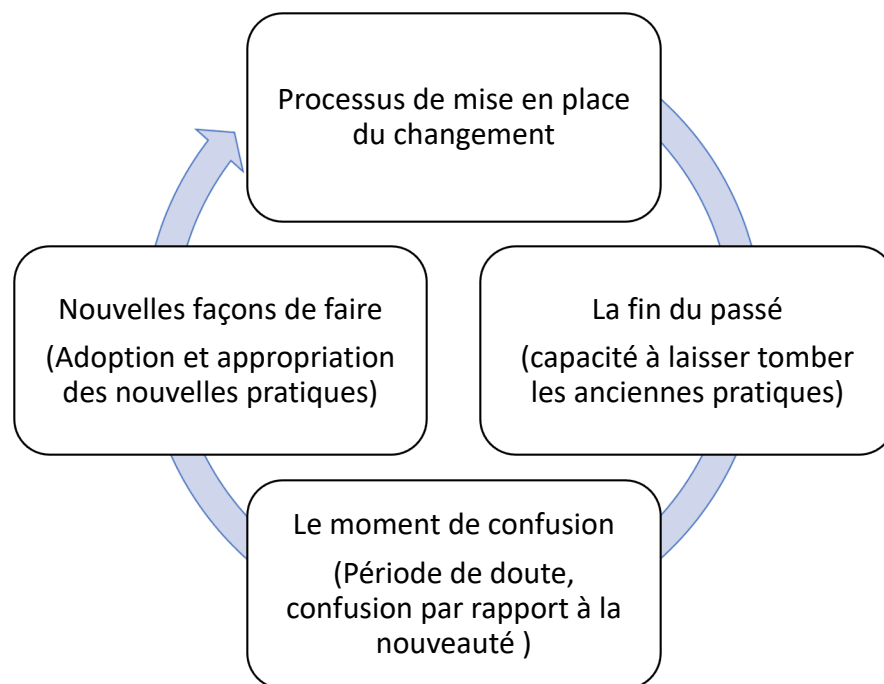 Processus de mise en place
du changement
La fin du passé
(capacité à laisser tomber
les anciennes pratiques)
Le moment de confusion
(Période de doute,
confusion par rapport à la
nouveauté )
Nouvelles façons de faire
(Adoption et appropriation
des nouvelles pratiques)